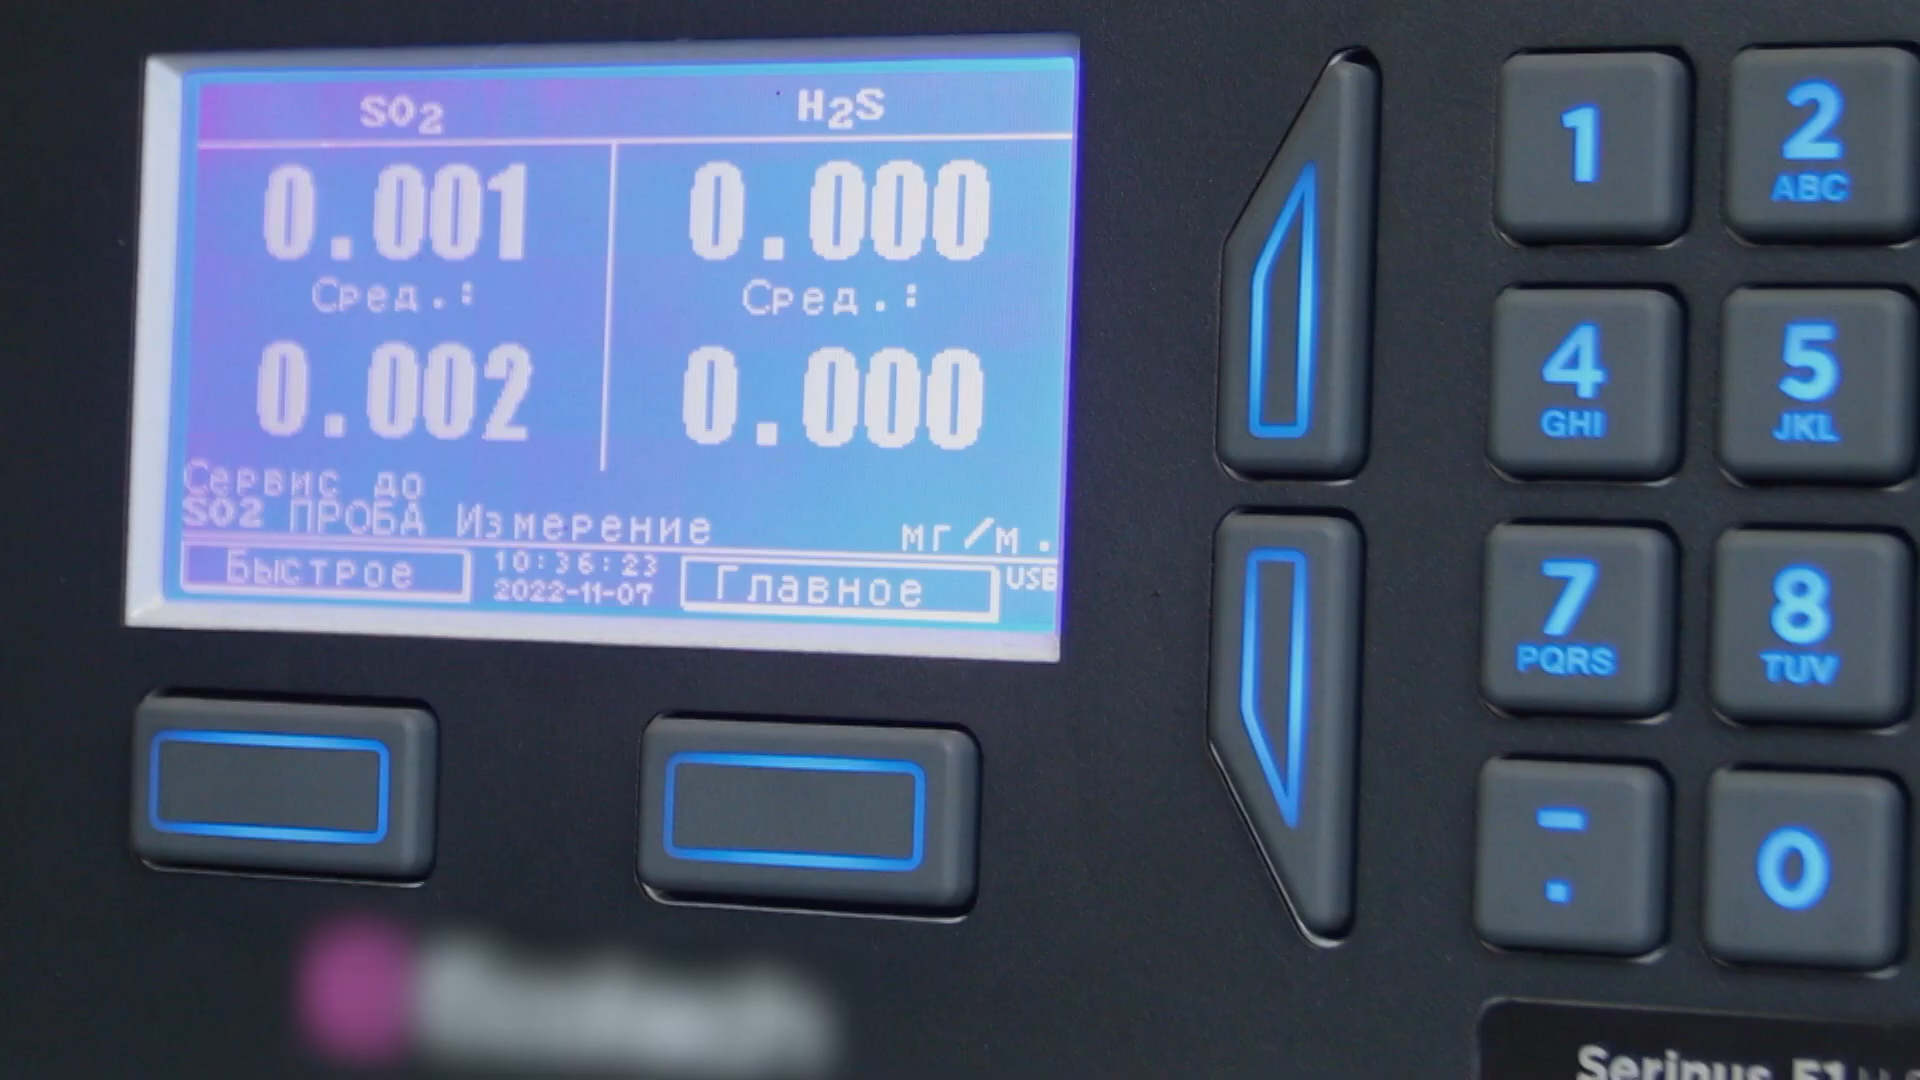 SO2 H2S
0.001 0.000
Сред.: Сред.:
0.002 0.000
Сервис до
SO2 ПРОБА Измерение мг/м.
Быстрое 10:36:23 Главное USB
2022-11-07
1 2 ABC
4 GHI 5 JKL
7 PQRS 8 TUV
- . 0
Serinus 51